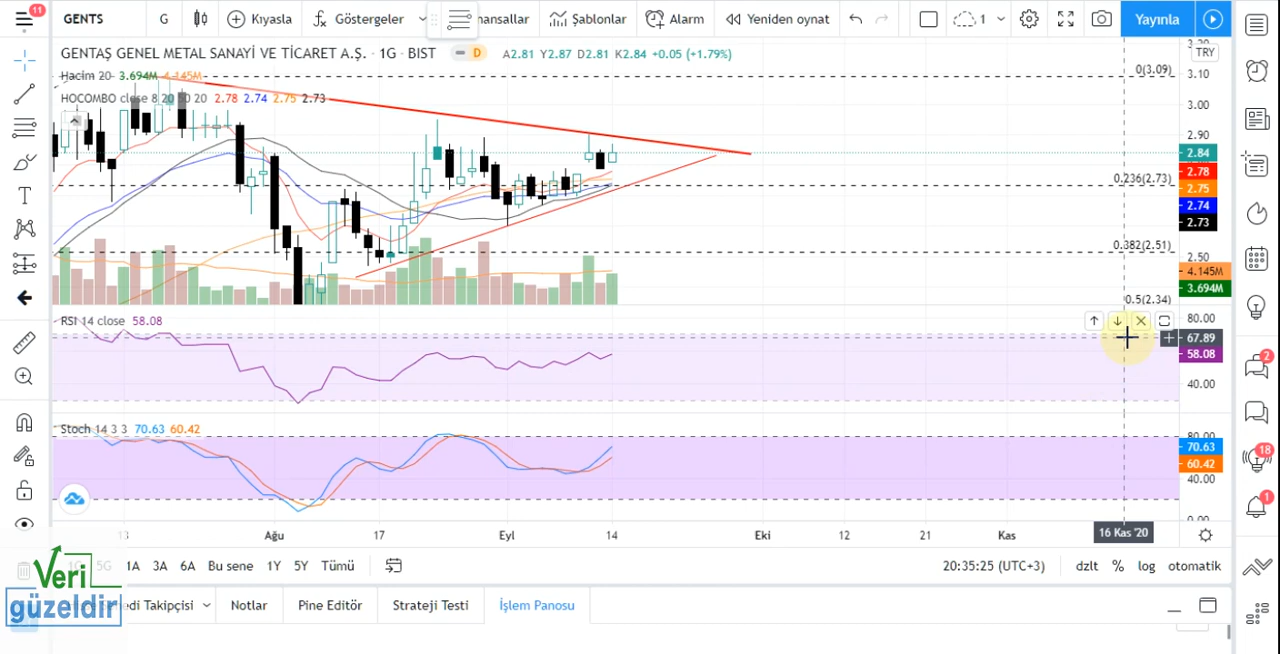 11
GENTS G Kıyasla Göstergeler nansallar Şablonlar Alarm Yeniden oynat 1 Yayınla
GENTAŞ GENEL METAL SANAYİ VE TİCARET A.Ş. · 1G · BIST D A2.81 Y2.87 D2.81 K2.84 +0.05 (+1.79%)
TRY
Hacim 20 3.694M 4.145M
0(3.09)
3.10
HOCOMBO close 8 20 50 20 2.78 2.74 2.75 2.73
3.00
2.90
2.84
2.78
0.236(2.73)
2.75
2.74
2.73
0.382(2.51)
2.50
4.145M
3.694M
0.5(2.34)
RSI 14 close 58.08
80.00
67.89
58.08
40.00
Stoch 14 3 3 70.63 60.42
80.00
70.63
60.42
40.00
0.00
13 Ağu 17 Eyl 14 Eki 12 21 Kas 16 Kas '20
5G 1A 3A 6A Bu sene 1Y 5Y Tümü 20:35:25 (UTC+3) dzlt % log otomatik
Veri
güzeldir
edi Takipçisi Notlar Pine Editör Strateji Testi İşlem Panosu
2
18
1